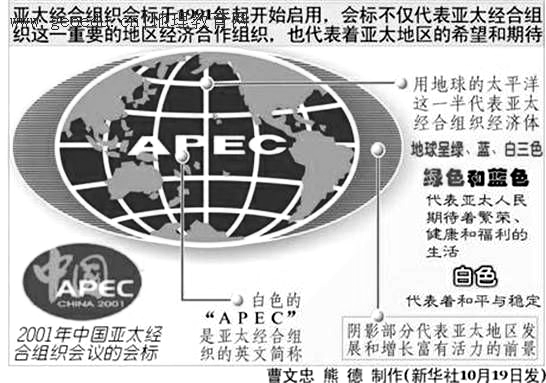 亚太经合组织会标于1991年起开始启用，会标不仅代表亚太经合组
织这一重要的地区经济合作组织，也代表着亚太地区的希望和期待
APEC
用地球的太平洋
这一半代表亚太
经合组织经济体
地球呈绿、蓝、白三色
绿色和蓝色
代表亚太人民
期待着繁荣、
健康和福利的
生活
白色
代表着和平与稳定
中国
APEC
CHINA 2001
2001年中国亚太经
合组织会议的会标
白色的
“APEC”
是亚太经合组
织的英文简称
阴影部分代表亚太地区发
展和增长富有活力的前景
曹文忠 熊 德 制作(新华社10月19日发)